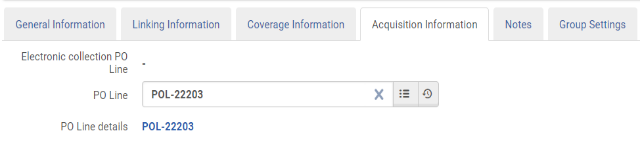 General Information Linking Information Coverage Information Acquisition Information Notes Group Settings
Electronic collection PO
Line -
PO Line POL-22203
PO Line details POL-22203